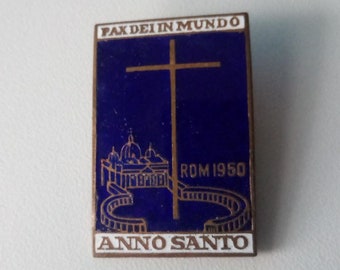 PAX DEI IN MUNDO
ROM 1950
ANNO SANTO